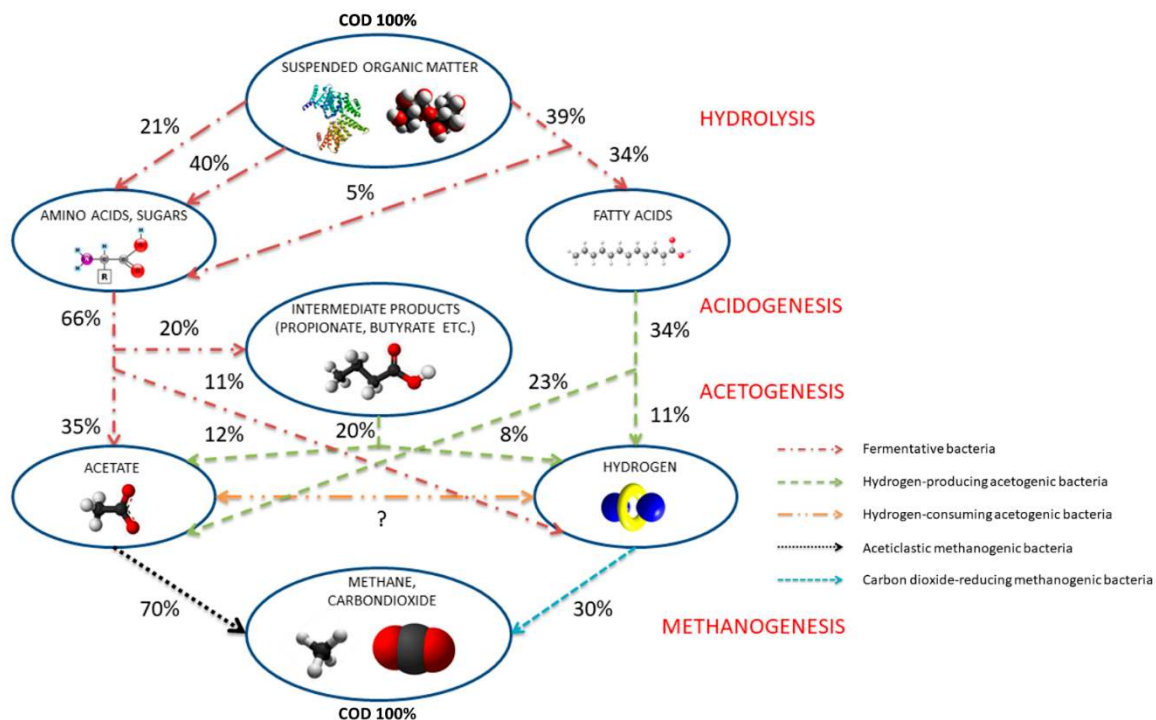 COD 100%
SUSPENDED ORGANIC MATTER
39%
HYDROLYSIS
21%
40%
34%
5%
AMINO ACIDS, SUGARS
FATTY ACIDS
R
66%
20%
INTERMEDIATE PRODUCTS
(PROPIONATE, BUTYRATE ETC.)
34%
ACIDOGENESIS
11%
23%
ACETOGENESIS
35%
12%
20%
8%
11%
ACETATE
HYDROGEN
?
Fermentative bacteria
Hydrogen-producing acetogenic bacteria
Hydrogen-consuming acetogenic bacteria
Aceticlastic methanogenic bacteria
Carbon dioxide-reducing methanogenic bacteria
70%
METHANE,
CARBONDIOXIDE
30%
METHANOGENESIS
COD 100%